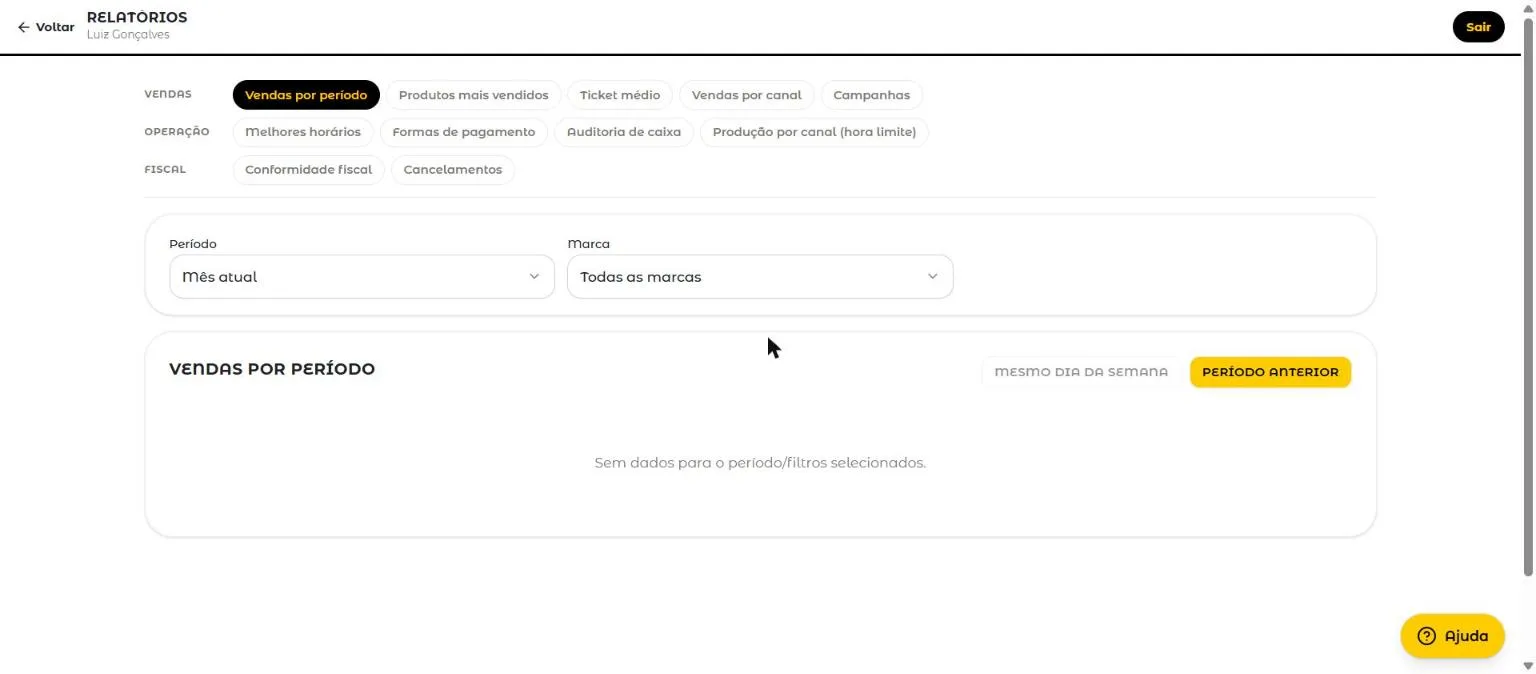 Voltar
RELATÓRIOS
Luiz Gonçalves
Sair
VENDAS Vendas por período Produtos mais vendidos Ticket médio Vendas por canal Campanhas
OPERAÇÃO Melhores horários Formas de pagamento Auditoria de caixa Produção por canal (hora limite)
FISCAL Conformidade fiscal Cancelamentos
Período Marca
Mês atual Todas as marcas
VENDAS POR PERÍODO MESMO DIA DA SEMANA PERÍODO ANTERIOR
Sem dados para o período/filtros selecionados.
Ajuda